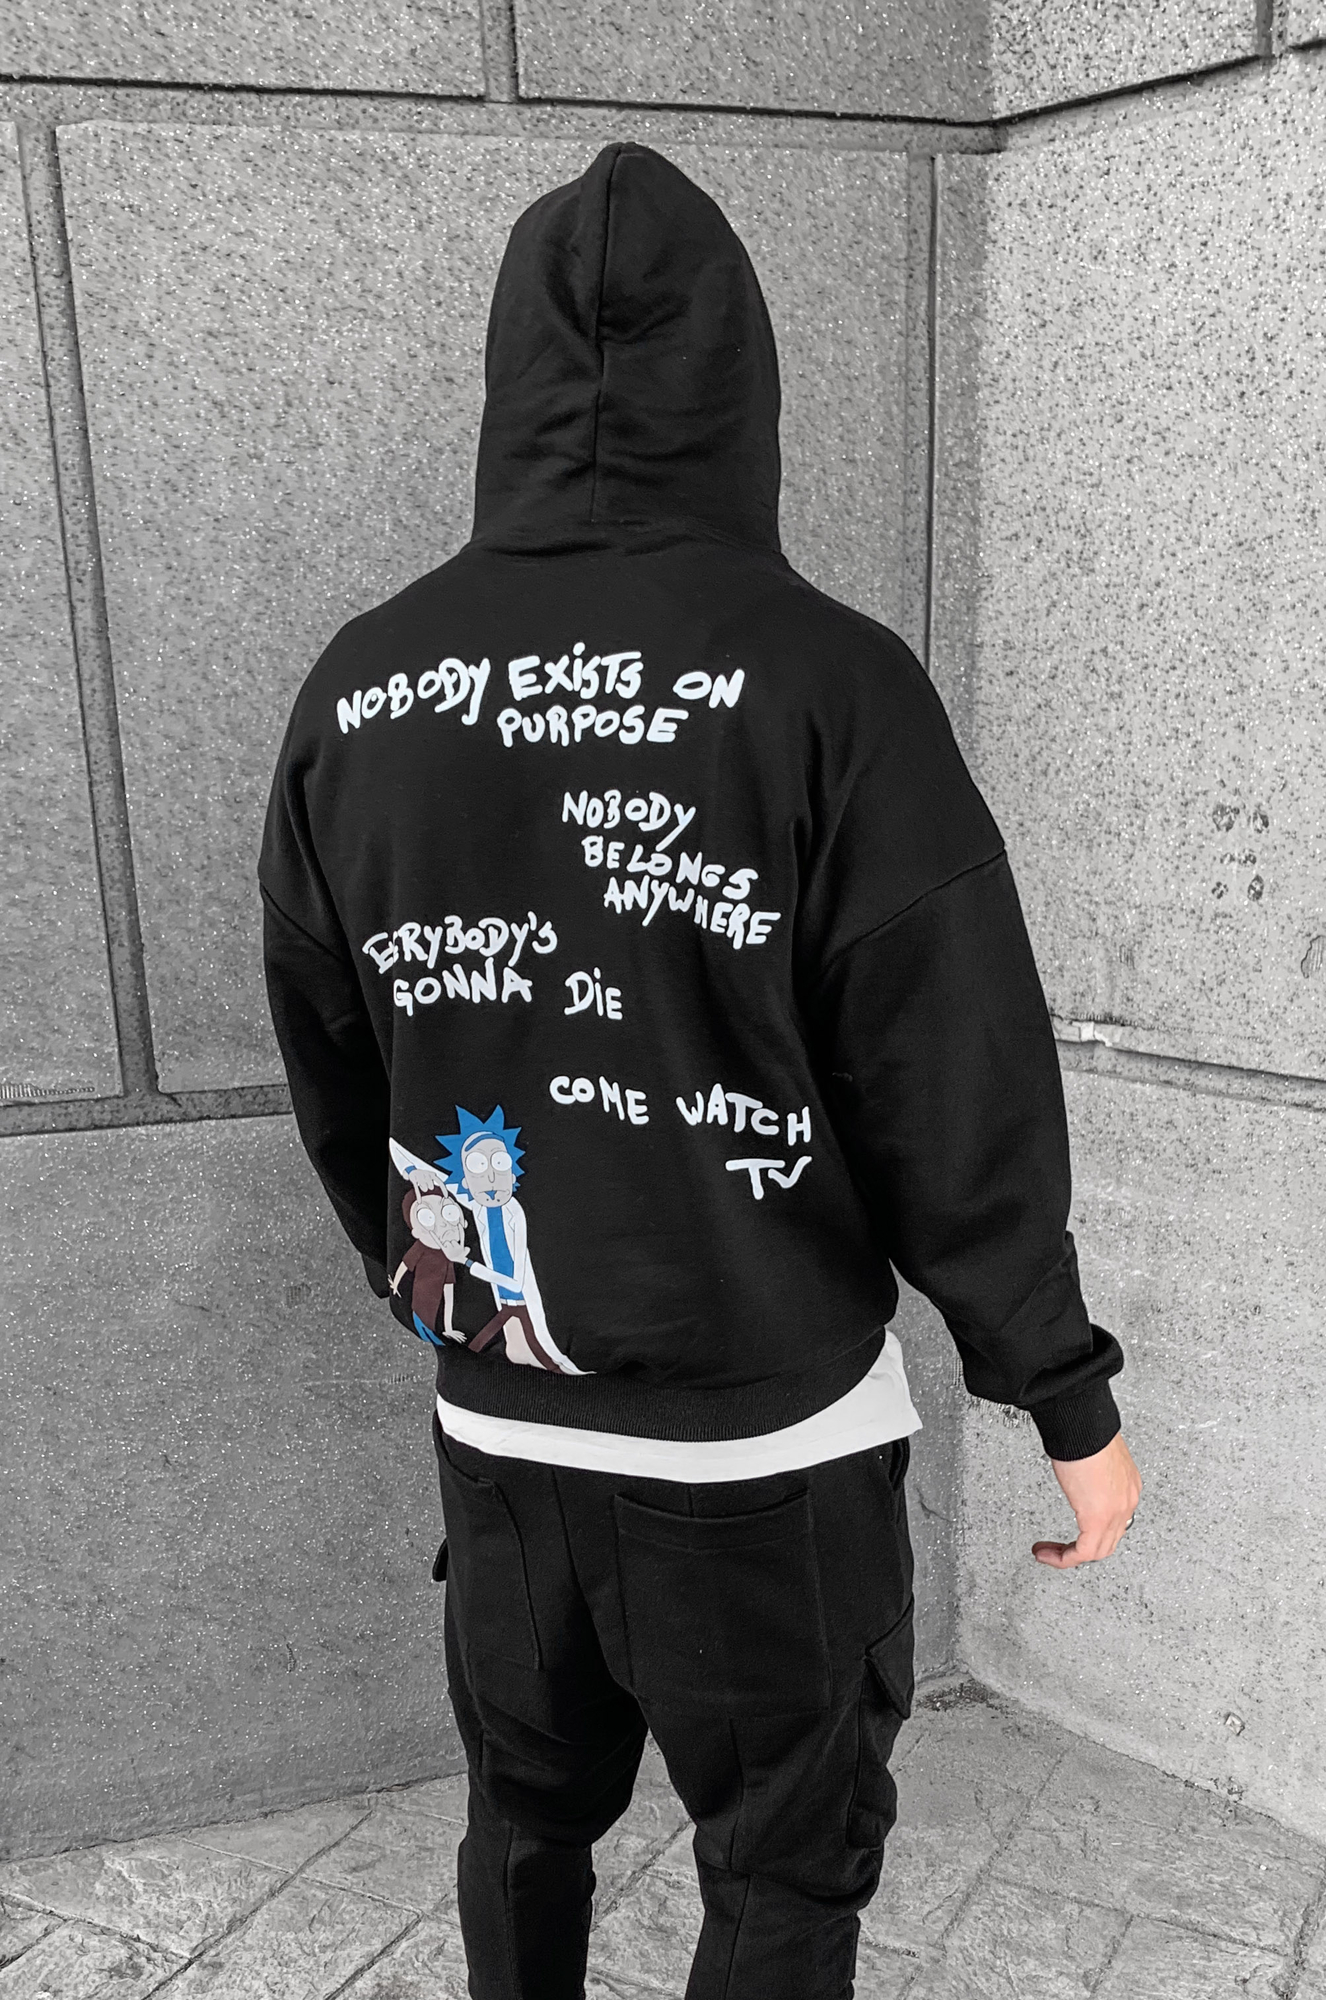 NOBODY EXISTS ON
PURPOSE
NOBODY
BELONGS
ANYWHERE
EVERYBODY'S
GONNA DIE
COME WATCH
TV